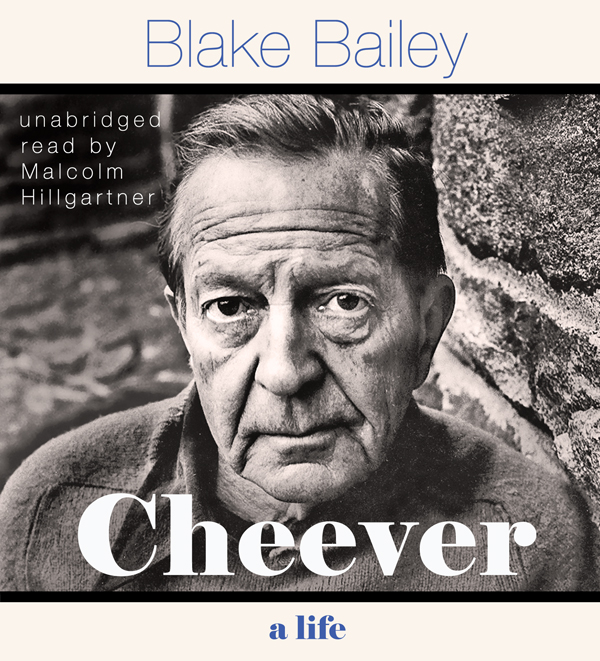 Blake Bailey
unabridged
read by
Malcolm
Hillgartner
Cheever
a life